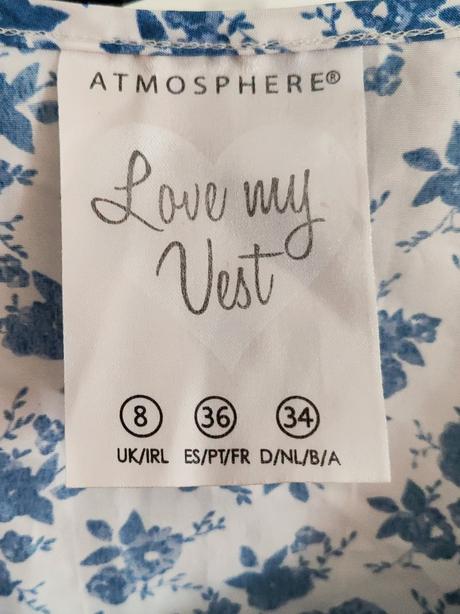 ATMOSPHERE®
Love my
Vest
8 36 34
UK/IRL ES/PT/FR D/NL/B/A